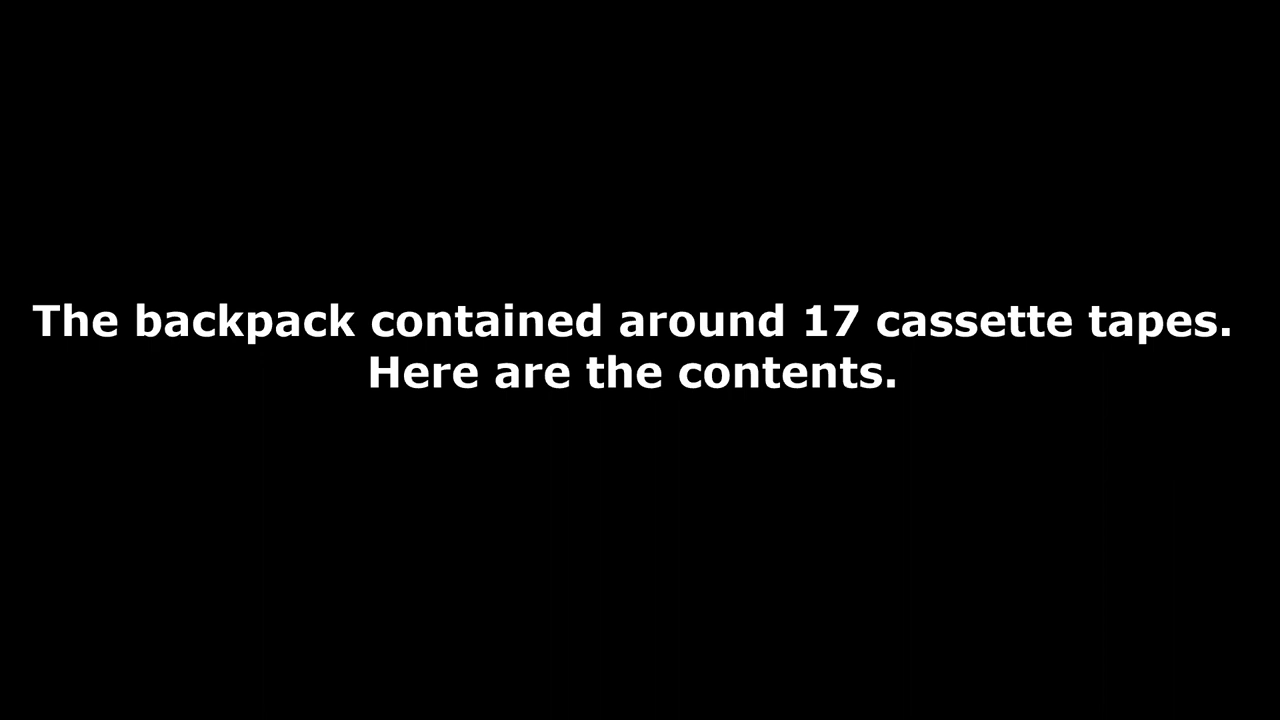 The backpack contained around 17 cassette tapes.
Here are the contents.